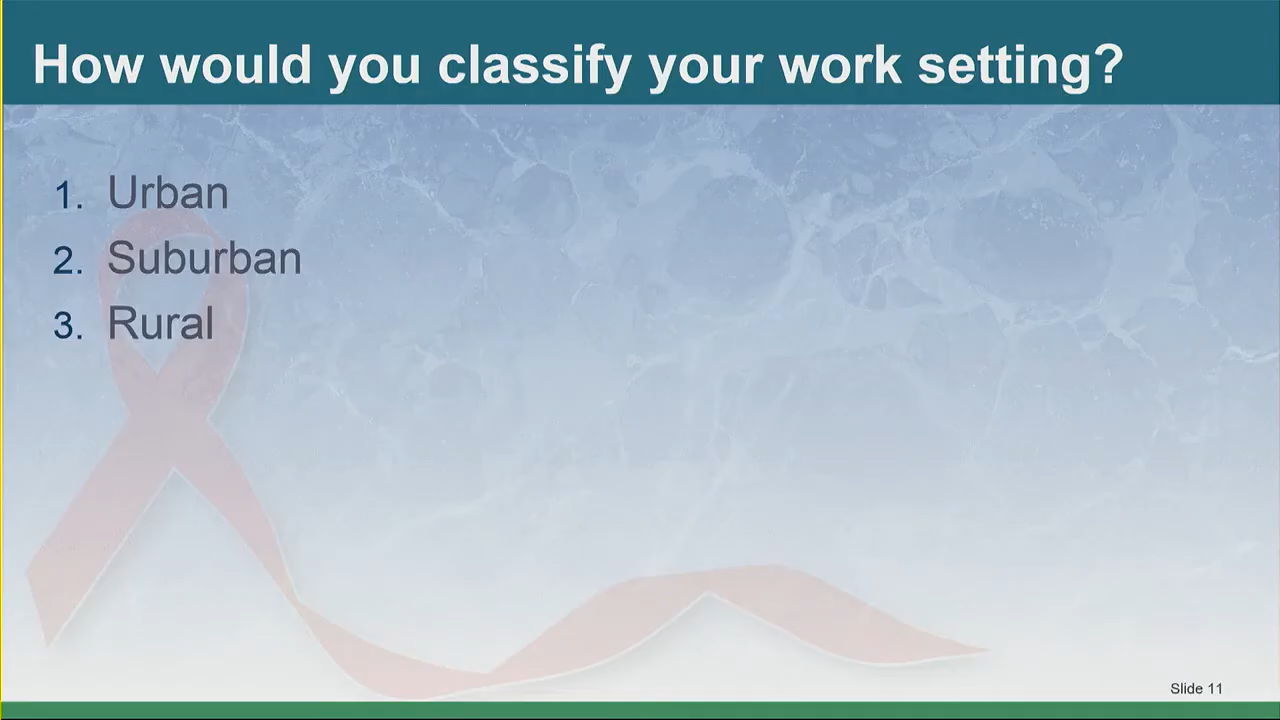 How would you classify your work setting?
1. Urban
2. Suburban
3. Rural
Slide 11